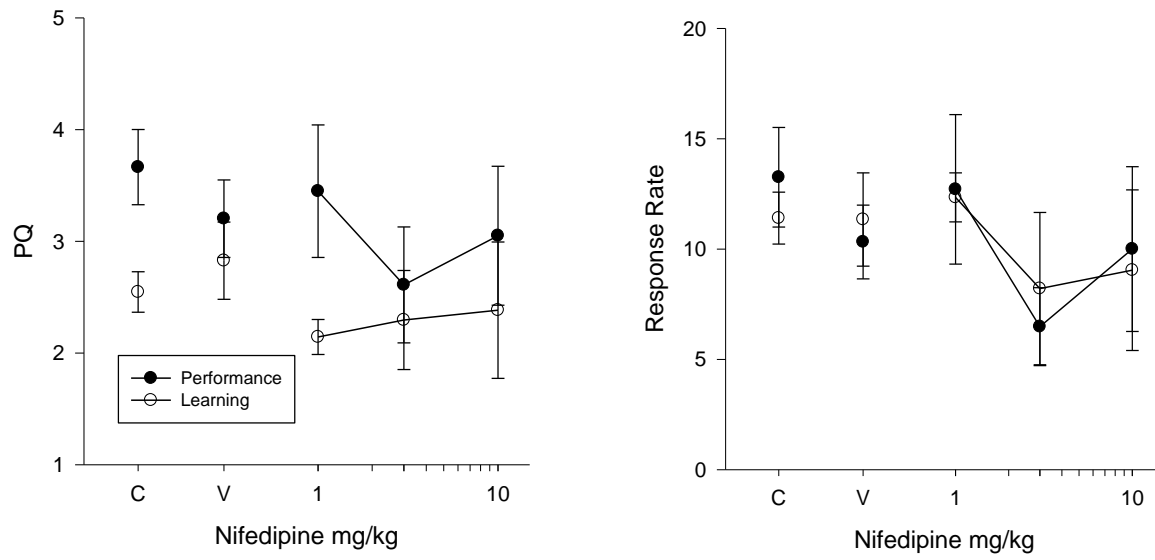 5
4
3
2
1
PQ
Performance
Learning
C V 1 10
Nifedipine mg/kg
20
15
10
5
0
Response Rate
C V 1 10
Nifedipine mg/kg